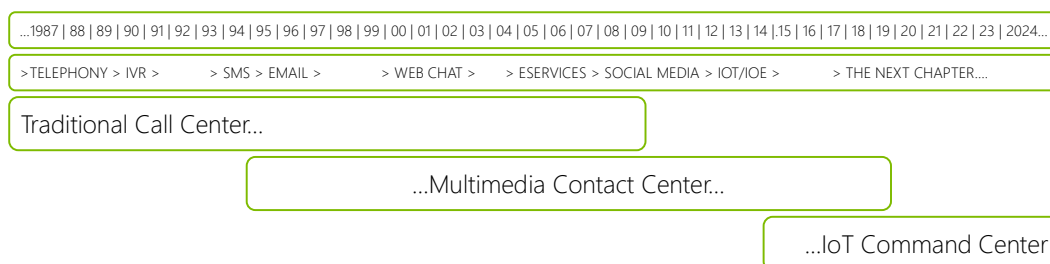 ...1987 | 88 | 89 | 90 | 91 | 92 | 93 | 94 | 95 | 96 | 97 | 98 | 99 | 00 | 01 | 02 | 03 | 04 | 05 | 06 | 07 | 08 | 09 | 10 | 11 | 12 | 13 | 14 |.15 | 16 | 17 | 18 | 19 | 20 | 21 | 22 | 23 | 2024...
>TELEPHONY > IVR > > SMS > EMAIL > > WEB CHAT > > ESERVICES > SOCIAL MEDIA > IOT/IOE > > THE NEXT CHAPTER....
Traditional Call Center...
...Multimedia Contact Center...
...IoT Command Center